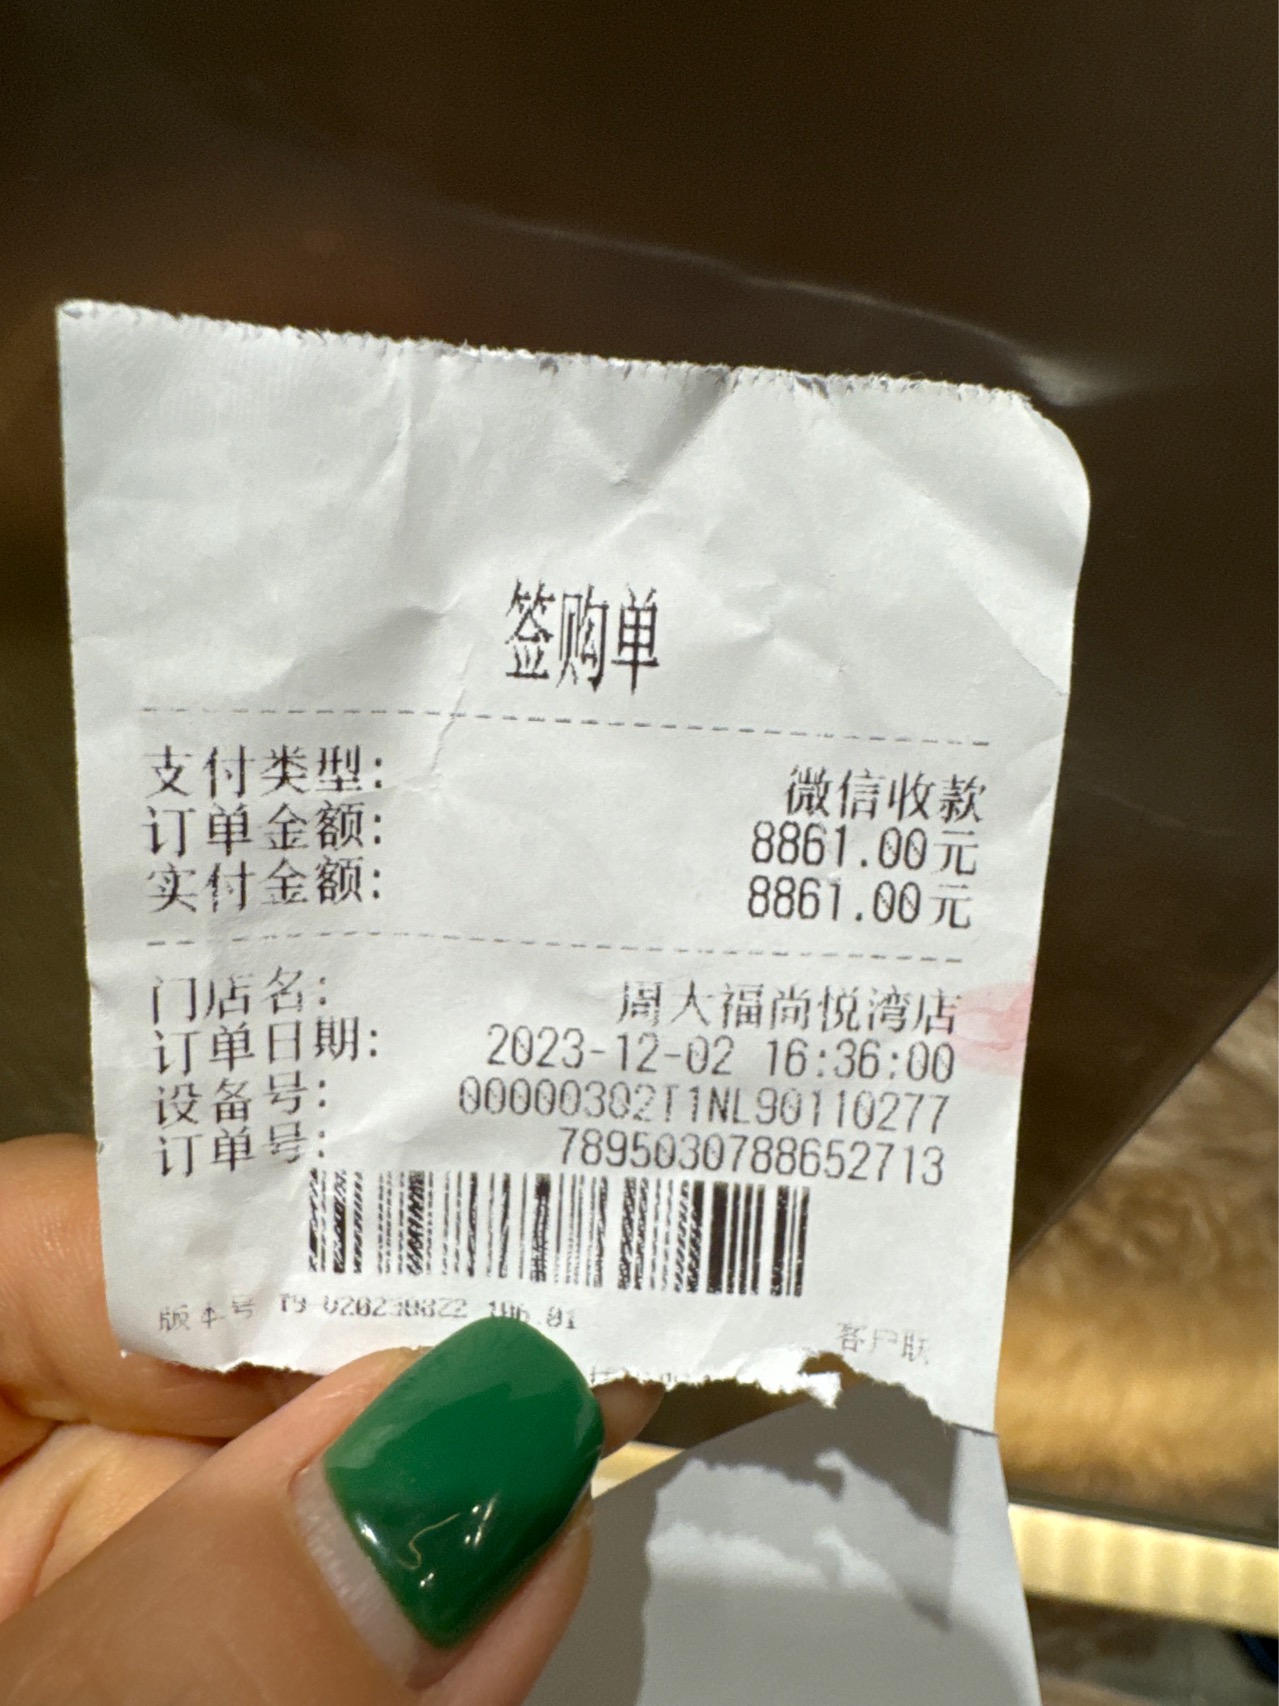 签购单
支付类型: 微信收款
订单金额: 8861.00元
实付金额: 8861.00元
门店名: 周大福尚悦湾店
订单日期: 2023-12-02 16:36:00
设备号: 00000302T1NL90110277
订单号: 7895030788652713
版本号
客户联